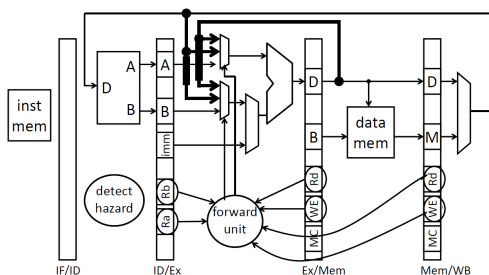 A
A
D
D
D
inst
mem
B
B
B
data
mem
M
imm
detect
hazard
Rb
Ra
forward
unit
Rd
WE
MC
Rd
WE
MC
IF/ID
ID/Ex
Ex/Mem
Mem/WB